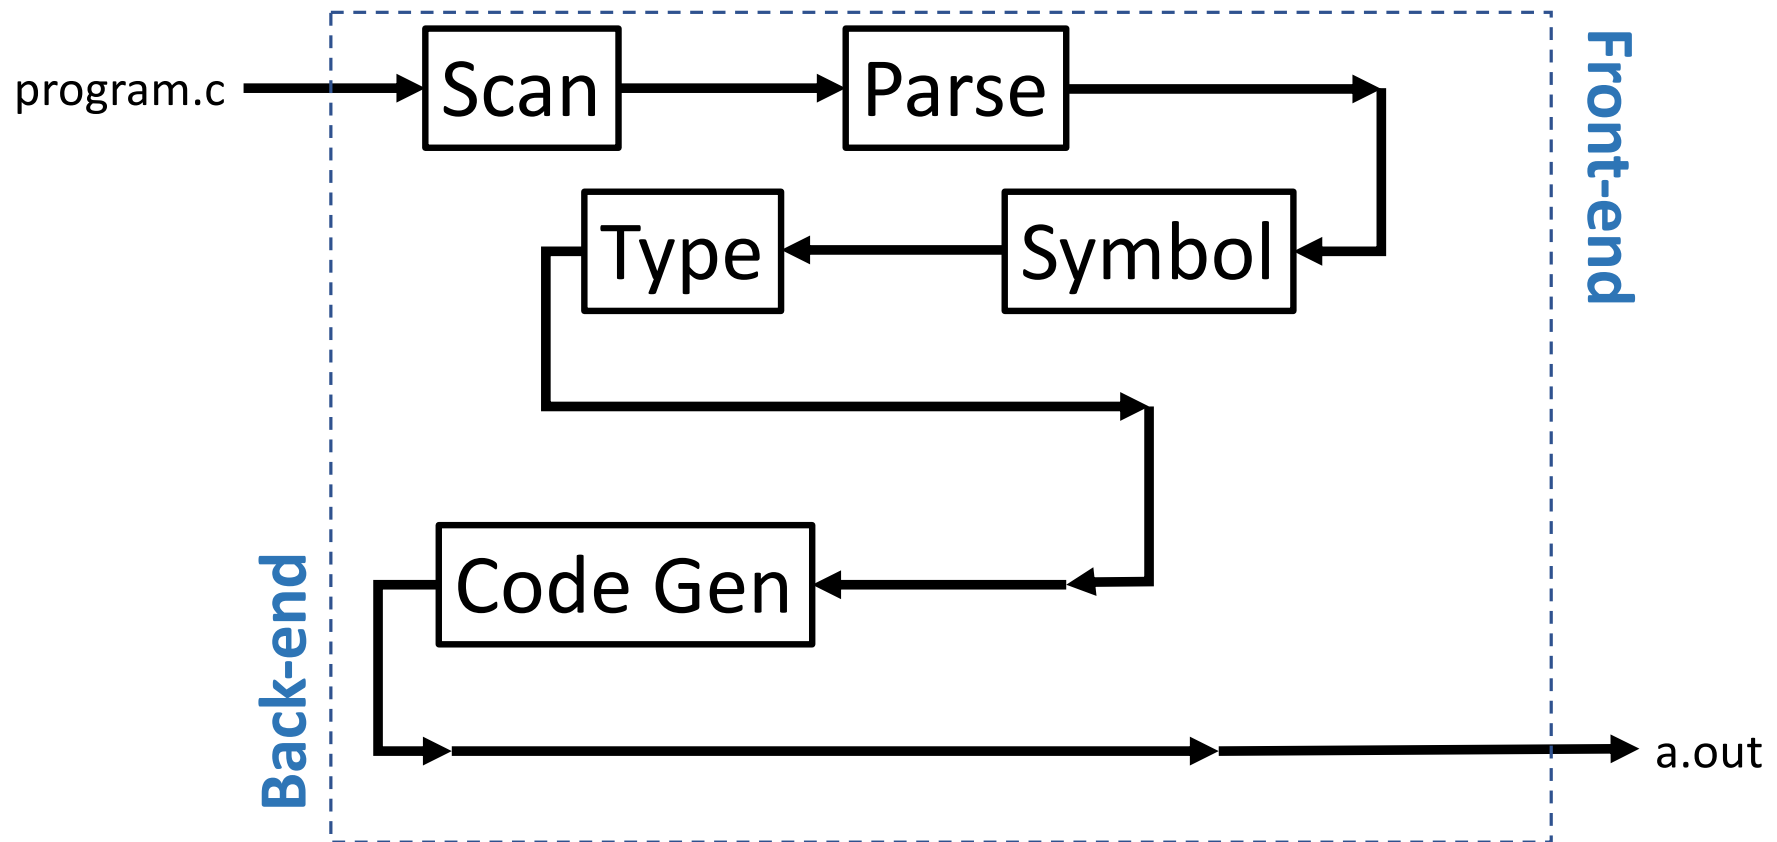 program.c
Scan
Parse
Front-end
Type
Symbol
Code Gen
Back-end
a.out